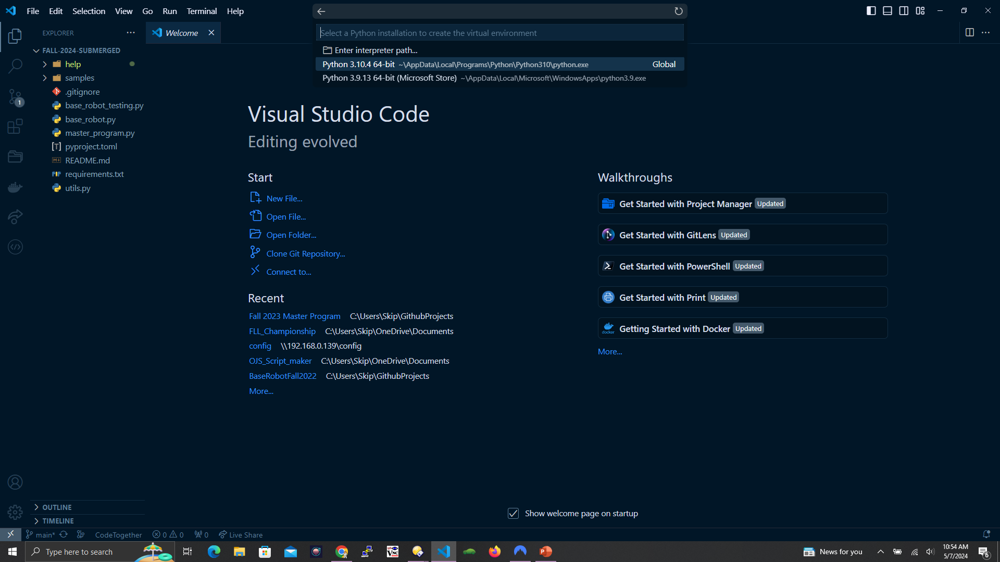 File Edit Selection View Go Run Terminal Help
EXPLORER
Welcome
Select a Python installation to create the virtual environment
Enter interpreter path...
Python 3.10.4 64-bit ~\AppData\Local\Programs\Python\Python310\python.exe Global
Python 3.9.13 64-bit (Microsoft Store) ~\AppData\Local\Microsoft\WindowsApps\python3.9.exe
FALL-2024-SUBMERGED
help
samples
.gitignore
base_robot_testing.py
base_robot.py
master_program.py
pyproject.toml
README.md
requirements.txt
utils.py
1
Visual Studio Code
Editing evolved
Start
New File...
Open File...
Open Folder...
Clone Git Repository...
Connect to...
Recent
Fall 2023 Master Program C:\Users\Skip\GithubProjects
FLL_Championship C:\Users\Skip\OneDrive\Documents
config \\192.168.0.139\config
OJS_Script_maker C:\Users\Skip\OneDrive\Documents
BaseRobotFall2022 C:\Users\Skip\GithubProjects
More...
Walkthroughs
Get Started with Project Manager Updated
Get Started with GitLens Updated
Get Started with PowerShell Updated
Get Started with Print Updated
docker Getting Started with Docker Updated
More...
Show welcome page on startup
OUTLINE
TIMELINE
main* CodeTogether 0 0 0 Live Share
Type here to search
News for you
10:54 AM
5/7/2024
6